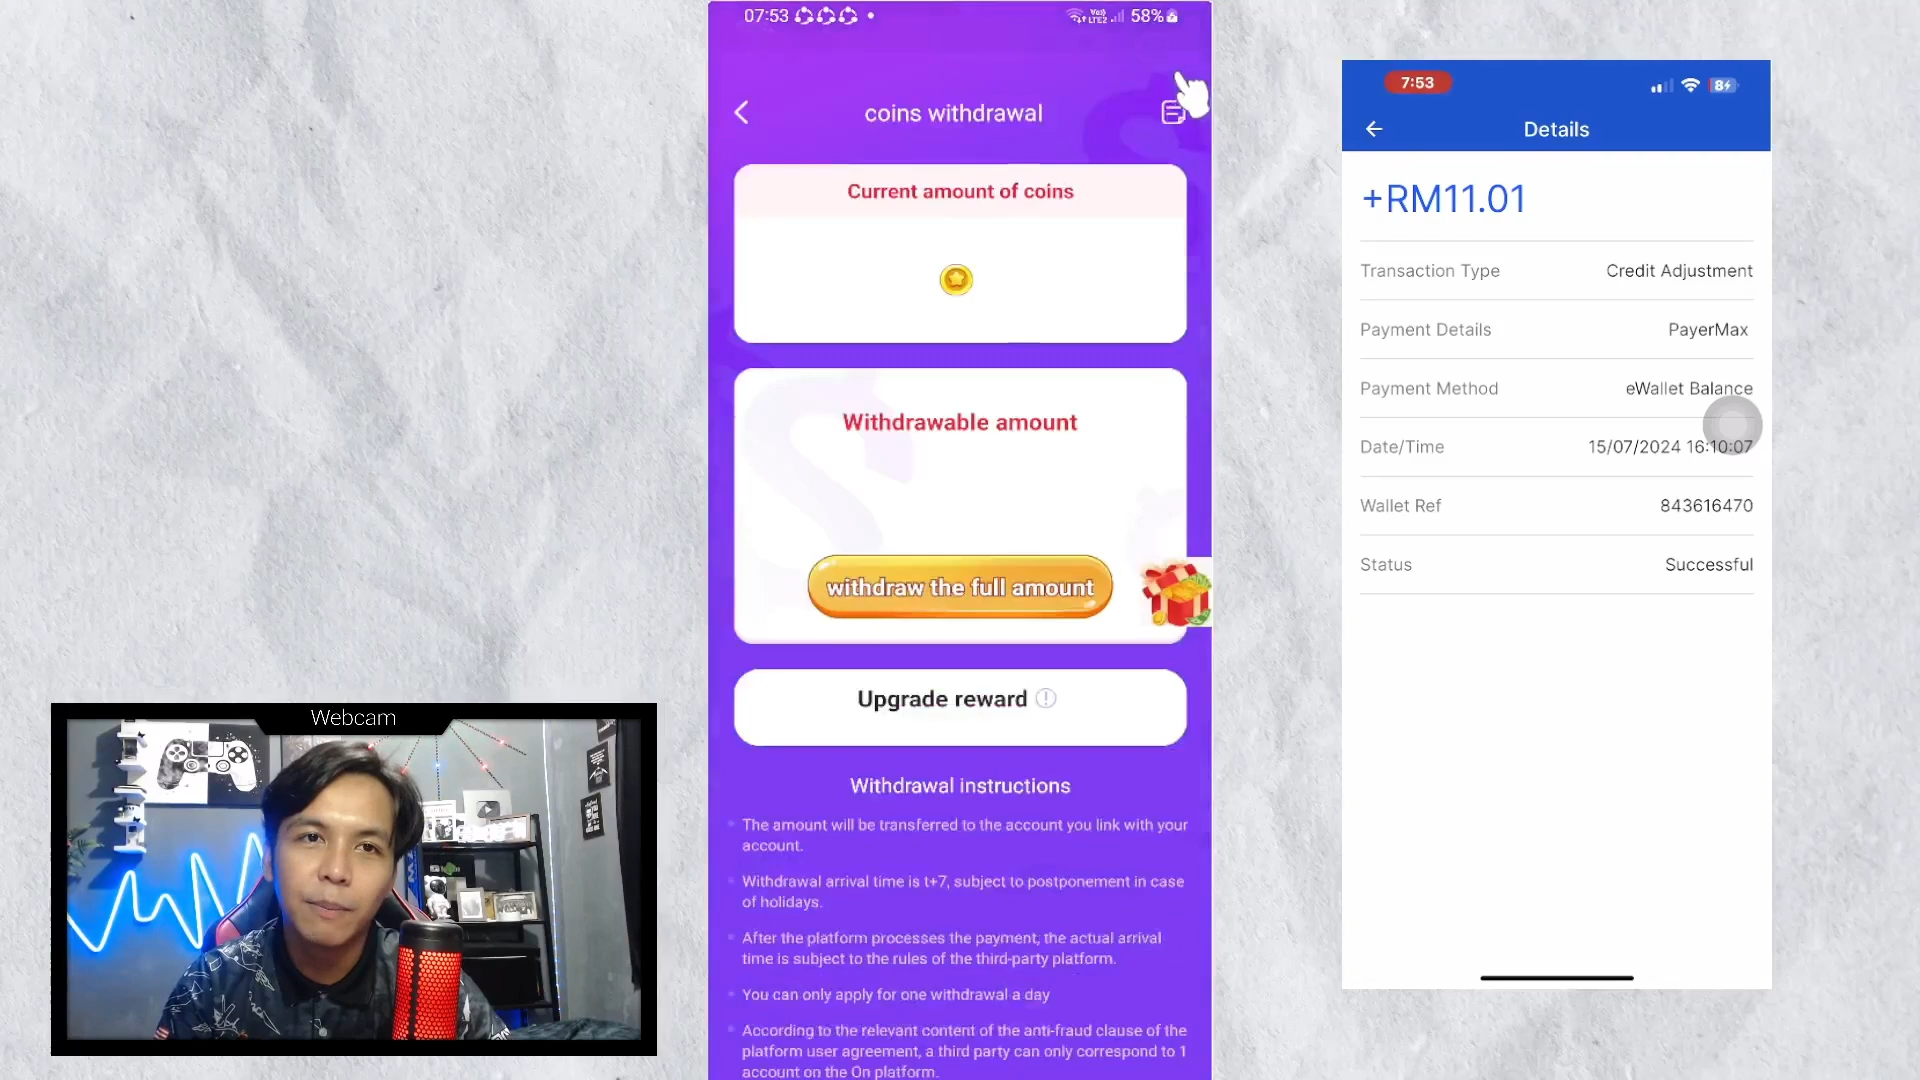 07:53
Vo))
LTE2
58%
coins withdrawal
Current amount of coins
Withdrawable amount
withdraw the full amount
Upgrade reward
Withdrawal instructions
The amount will be transferred to the account you link with your
account.
Withdrawal arrival time is t+7, subject to postponement in case
of holidays.
After the platform processes the payment, the actual arrival
time is subject to the rules of the third-party platform.
You can only apply for one withdrawal a day
According to the relevant content of the anti-fraud clause of the
platform user agreement, a third party can only correspond to 1
account on the On platform.
7:53
8
Details
+RM11.01
Transaction Type Credit Adjustment
Payment Details PayerMax
Payment Method eWallet Balance
Date/Time 15/07/2024 16:10:07
Wallet Ref 843616470
Status Successful
Webcam